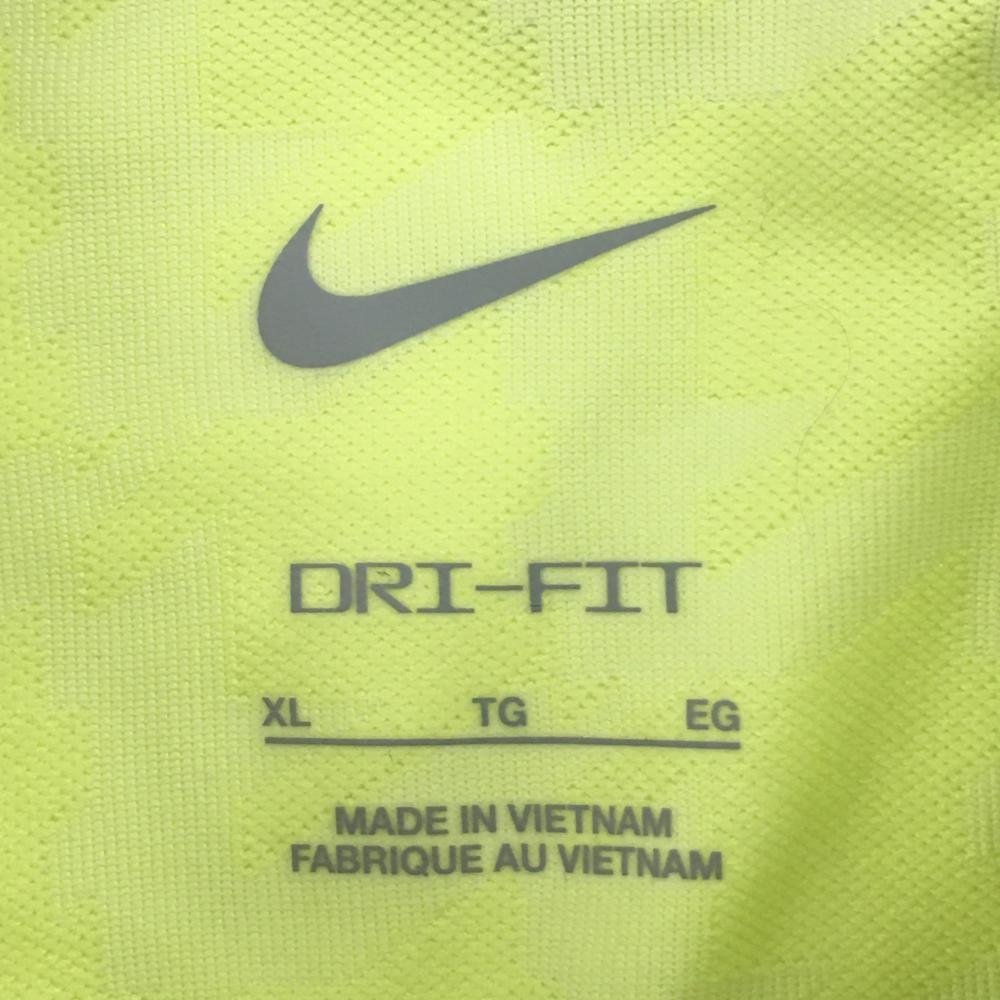 DRI-FIT
XL TG EG
MADE IN VIETNAM
FABRIQUE AU VIETNAM